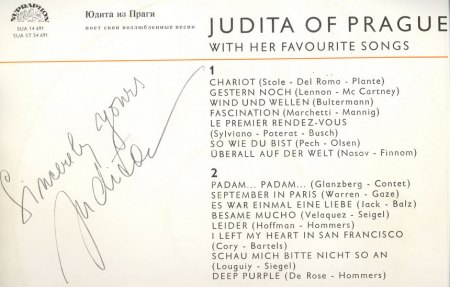 SUPRAPHON
SUA 14 691
SUA ST 54 691
Юдита из Праги
поет свои возлюбленные песни
JUDITA OF PRAGUE
WITH HER FAVOURITE SONGS
1
CHARIOT (Stole - Del Roma - Plante)
GESTERN NOCH (Lennon - Mc Cartney)
WIND UND WELLEN (Bultermann)
FASCINATION (Marchetti - Mannig)
LE PREMIER RENDEZ-VOUS
(Sylviano - Poterat - Busch)
SO WIE DU BIST (Pech - Olsen)
ÜBERALL AUF DER WELT (Nosov - Finnom)
2
PADAM... PADAM... (Glanzberg - Contet)
SEPTEMBER IN PARIS (Warren - Gaze)
ES WAR EINMAL EINE LIEBE (Jack - Balz)
BESAME MUCHO (Velaquez - Seigel)
LEIDER (Hoffman - Hommers)
I LEFT MY HEART IN SAN FRANCISCO
(Cory - Bartels)
SCHAU MICH BITTE NICHT SO AN
(Louguiy - Siegel)
DEEP PURPLE (De Rose - Hommers)
Sincerely yours
Judita